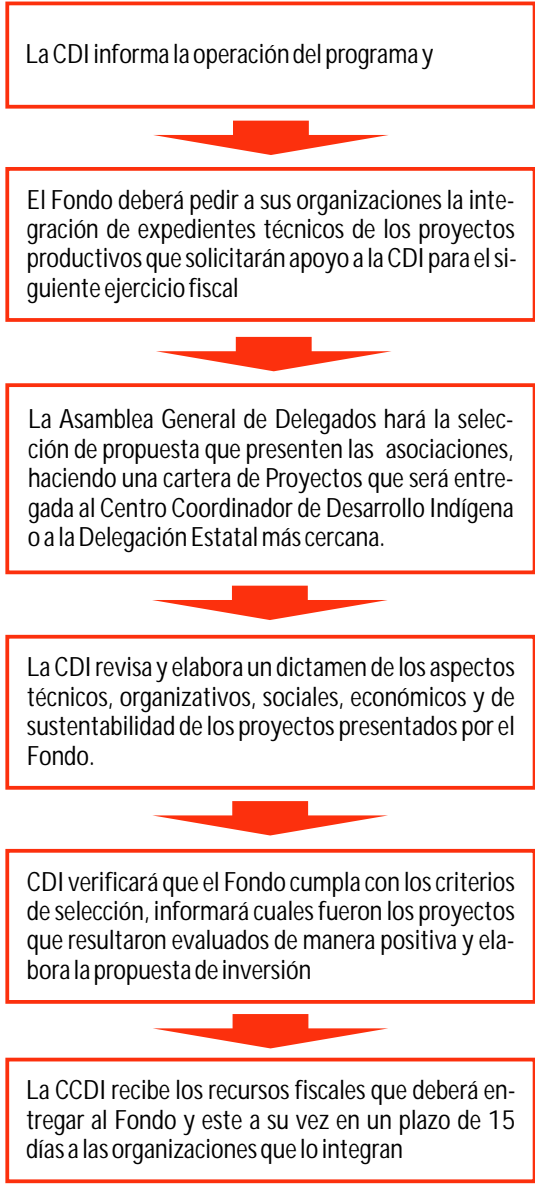 La CDI informa la operación del programa y
El Fondo deberá pedir a sus organizaciones la inte-
gración de expedientes técnicos de los proyectos
productivos que solicitarán apoyo a la CDI para el si-
guiente ejercicio fiscal
La Asamblea General de Delegados hará la selec-
ción de propuesta que presenten las asociaciones,
haciendo una cartera de Proyectos que será entre-
gada al Centro Coordinador de Desarrollo Indígena
o a la Delegación Estatal más cercana.
La CDI revisa y elabora un dictamen de los aspectos
técnicos, organizativos, sociales, económicos y de
sustentabilidad de los proyectos presentados por el
Fondo.
CDI verificará que el Fondo cumpla con los criterios
de selección, informará cuales fueron los proyectos
que resultaron evaluados de manera positiva y ela-
bora la propuesta de inversión
La CCDI recibe los recursos fiscales que deberá en-
tregar al Fondo y este a su vez en un plazo de 15
días a las organizaciones que lo integran